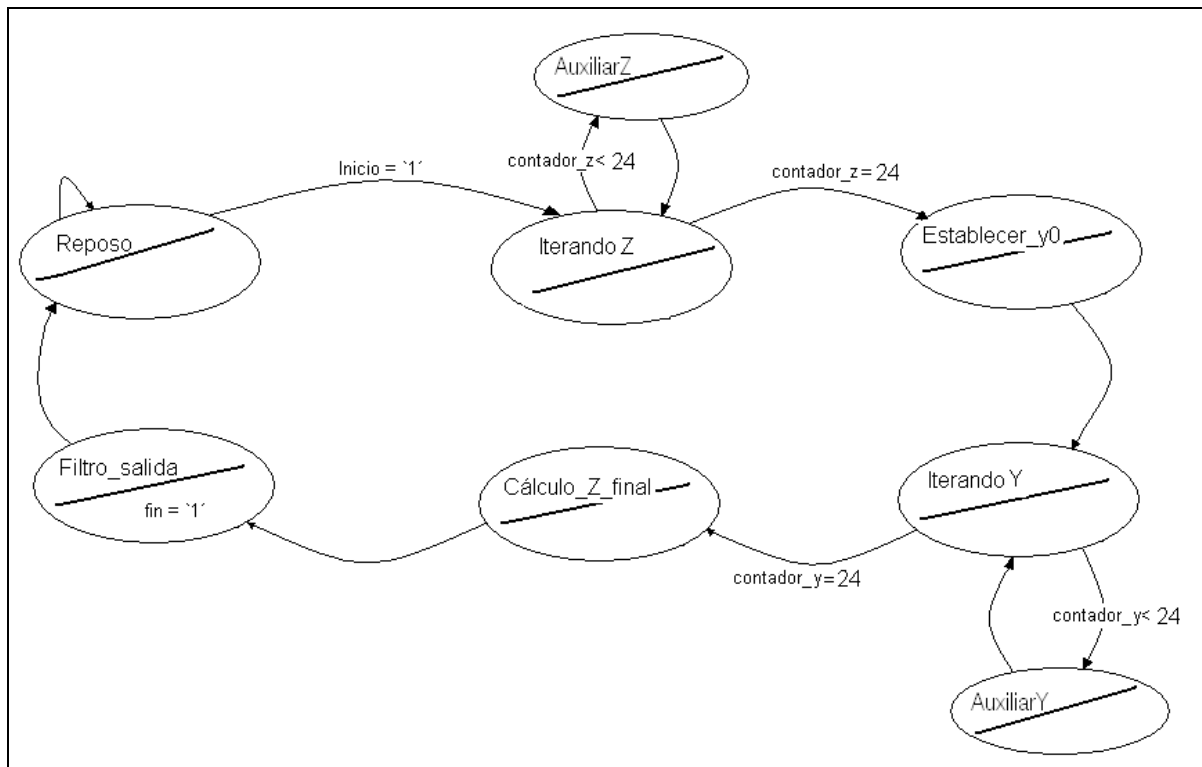 AuxiliarZ
Inicio = `1´
contador_z< 24
contador_z= 24
Reposo
Iterando Z
Establecer_y0
Filtro_salida
fin = `1´
Cálculo_Z_final
Iterando Y
contador_y= 24
contador_y< 24
AuxiliarY